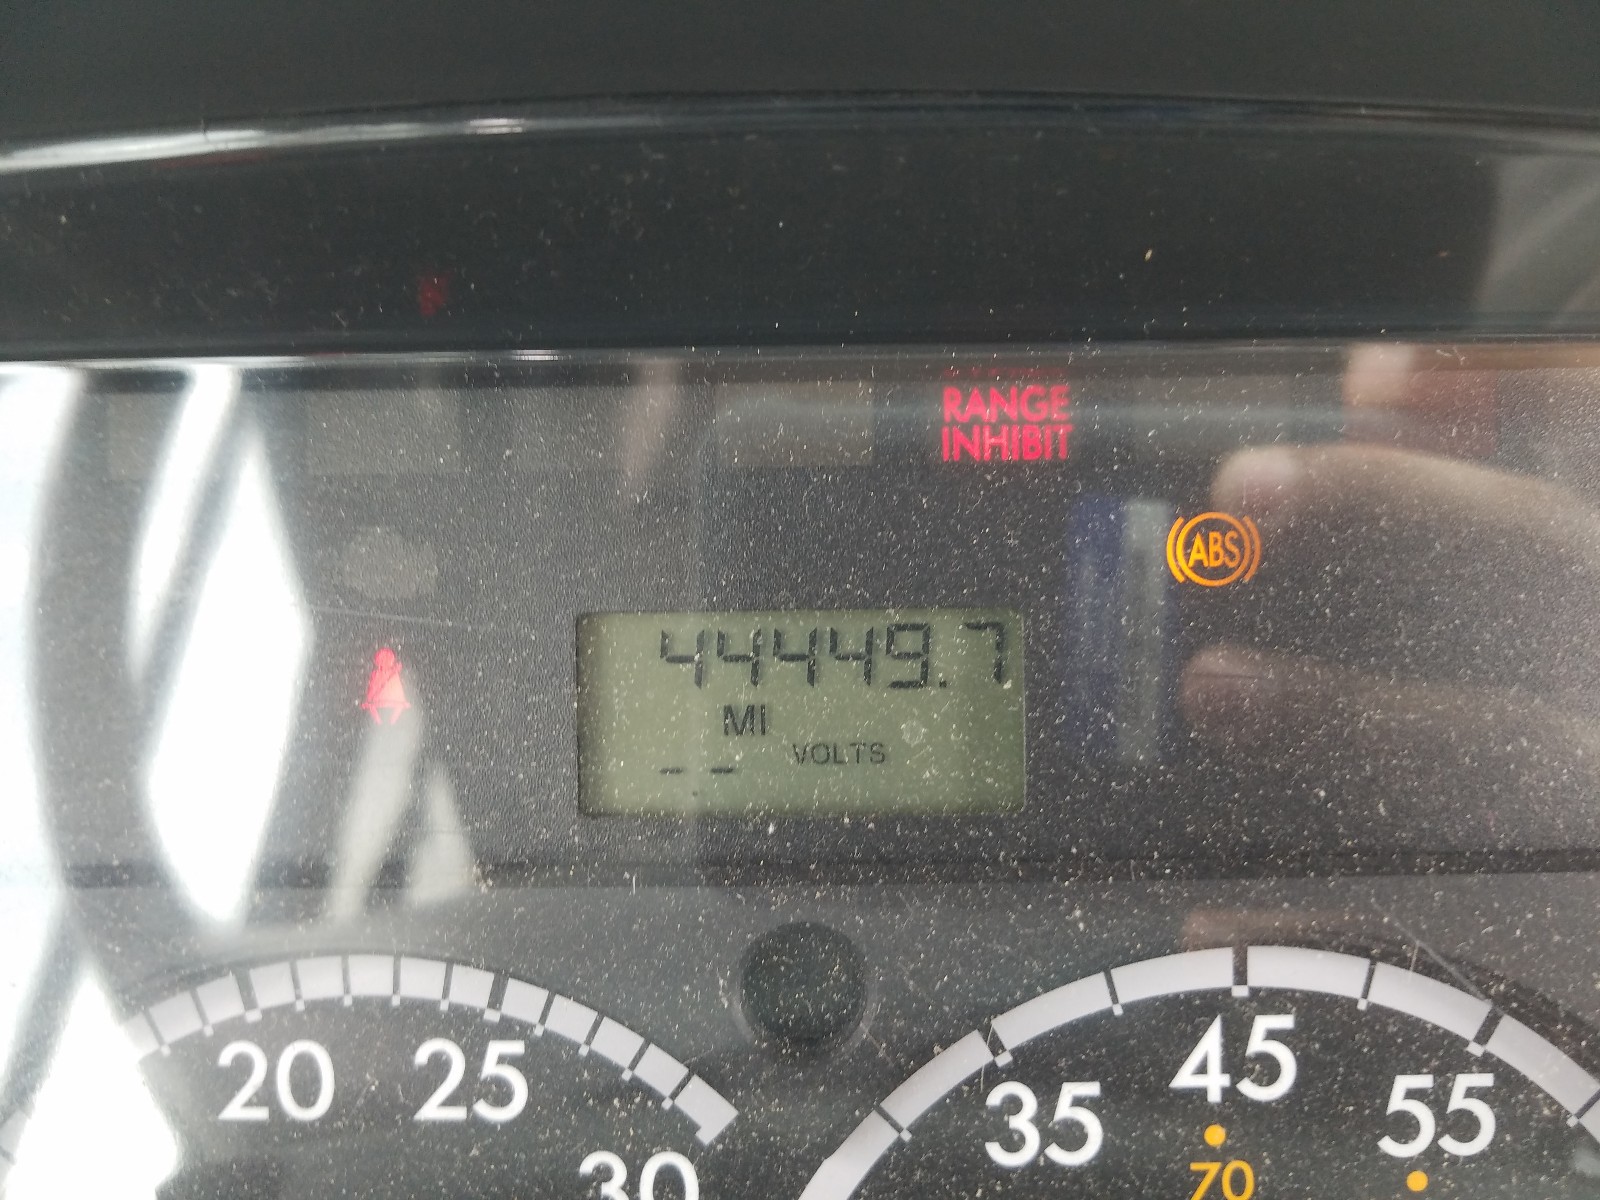 RANGE
INHIBIT
ABS
44449.7
MI
VOLTS
-- 
20
25
30
35
45
55
70